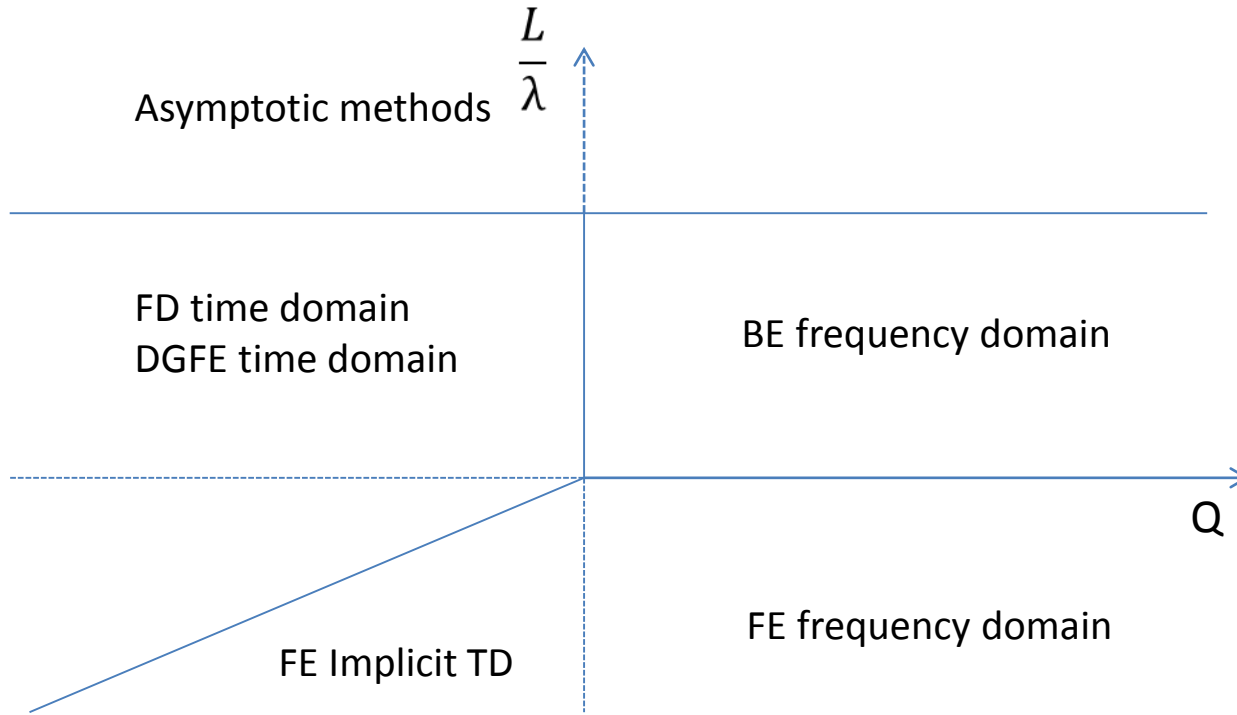 L
λ
Asymptotic methods
FD time domain
DGFE time domain
BE frequency domain
Q
FE frequency domain
FE Implicit TD